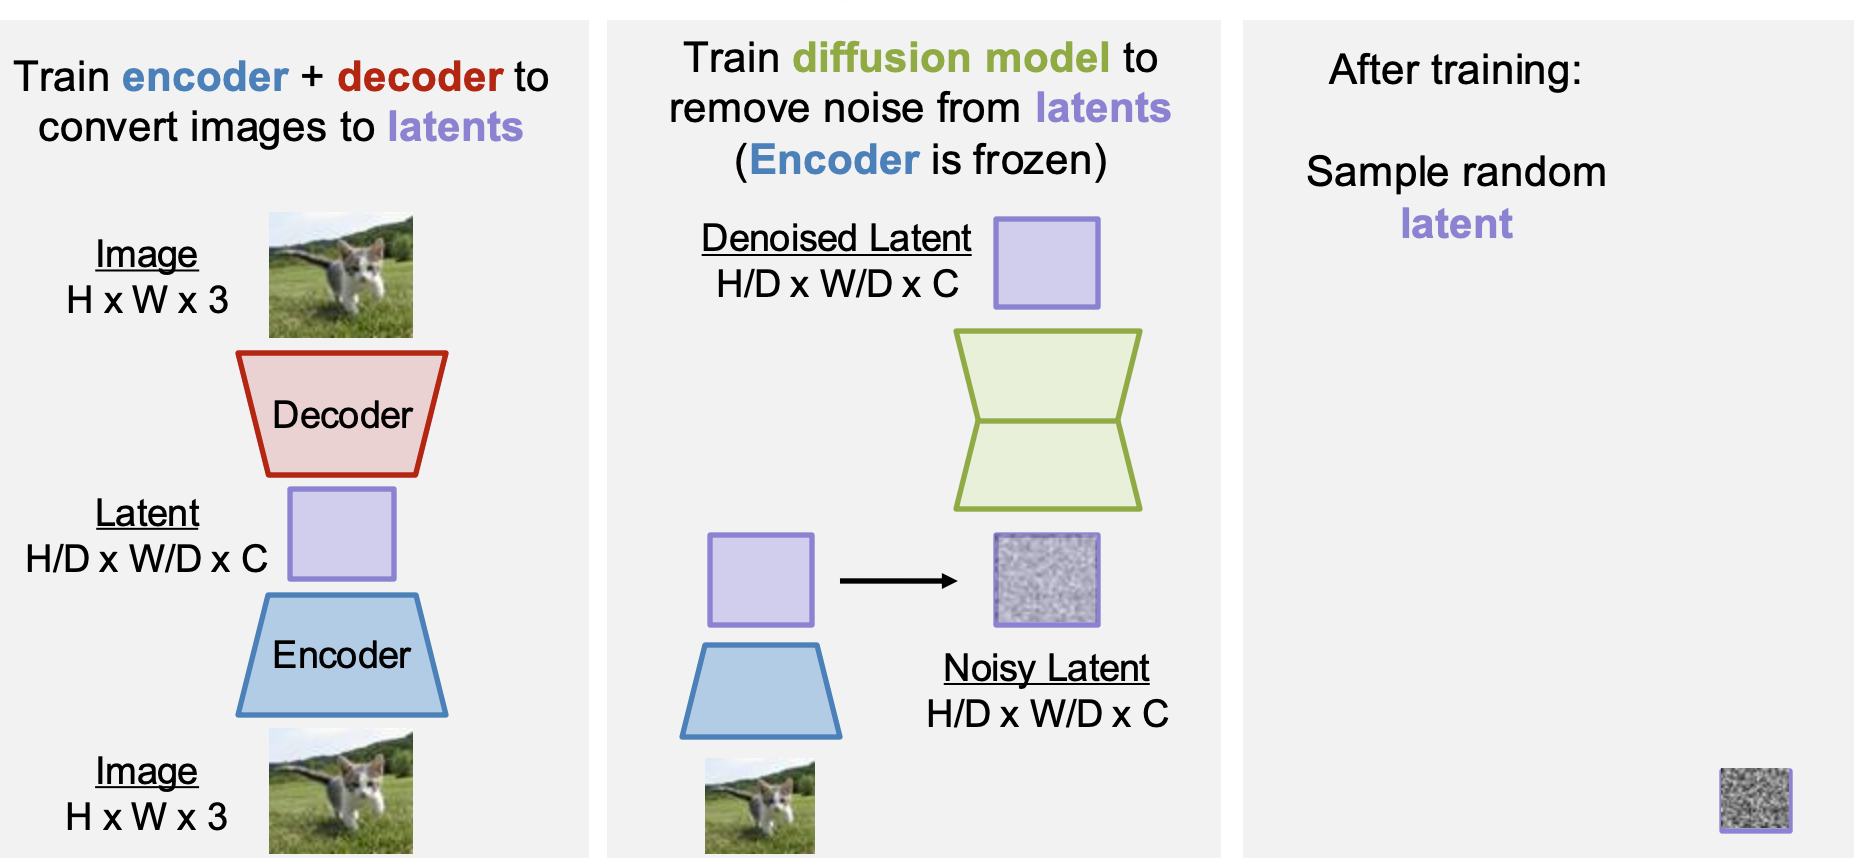 Train encoder + decoder to
convert images to latents
Image
H x W x 3
Decoder
Latent
H/D x W/D x C
Encoder
Image
H x W x 3
Train diffusion model to
remove noise from latents
(Encoder is frozen)
Denoised Latent
H/D x W/D x C
Noisy Latent
H/D x W/D x C
After training:
Sample random
latent